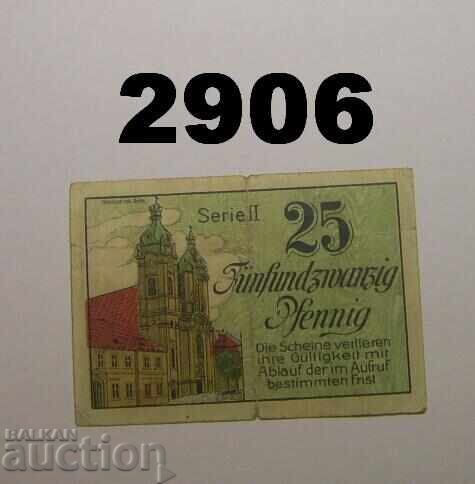 2906
Serie II
25
Fünfundzwanzig
Pfennig
Die Scheine verlieren
ihre Gültigkeit mit
Ablauf der im Aufruf
bestimmten Frist
BALKAN
auction